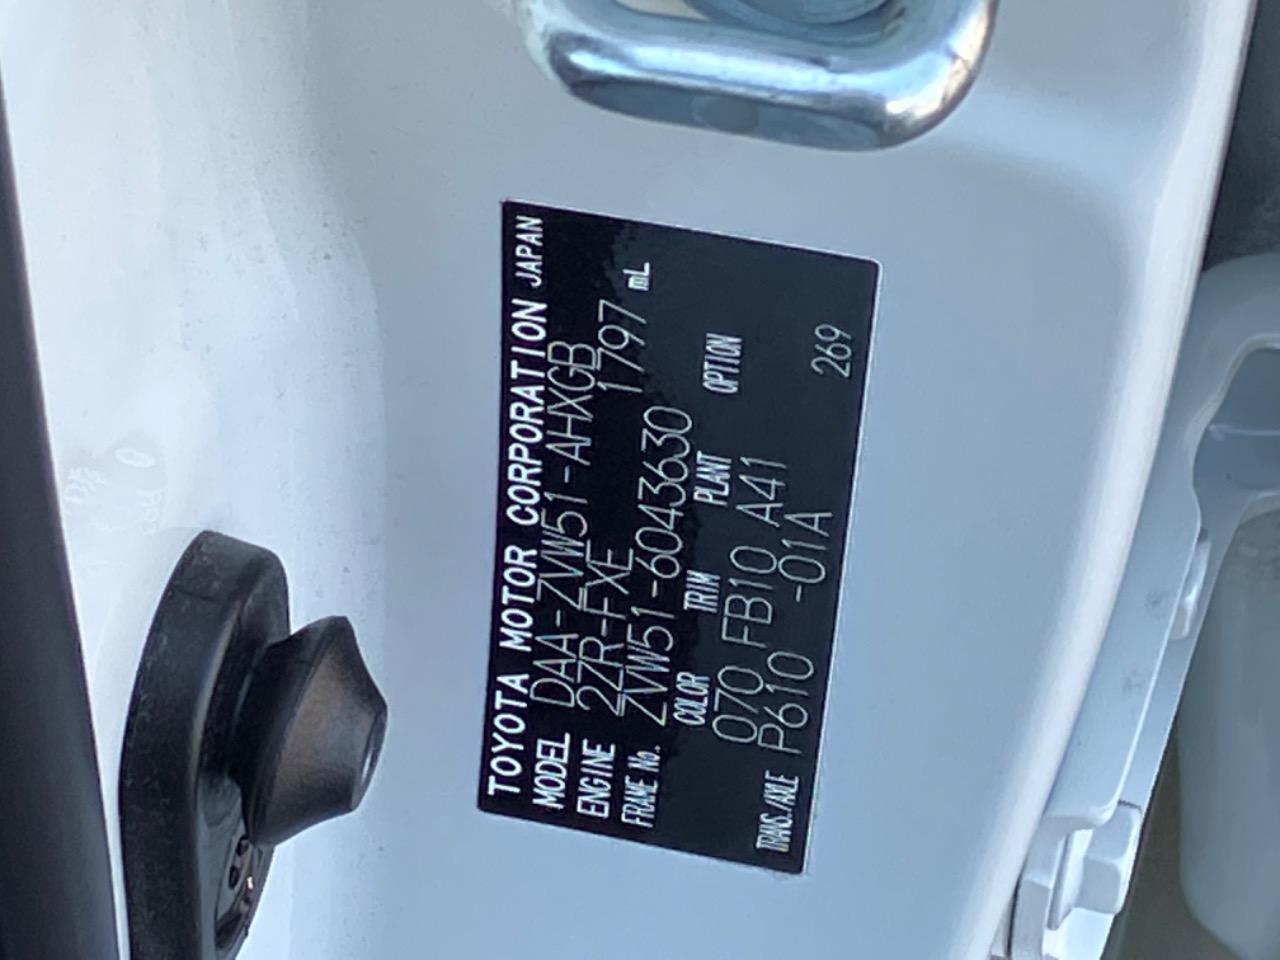 TOYOTA MOTOR CORPORATION JAPAN
MODEL DAA-ZVW51-AHXGB
ENGINE 2ZR-FXE 1797 mL
FRAME No. ZVW51-6043630
COLOR TRIM PLANT OPTION
070 FB10 A41
TRANS./AXLE P610 -01A 269